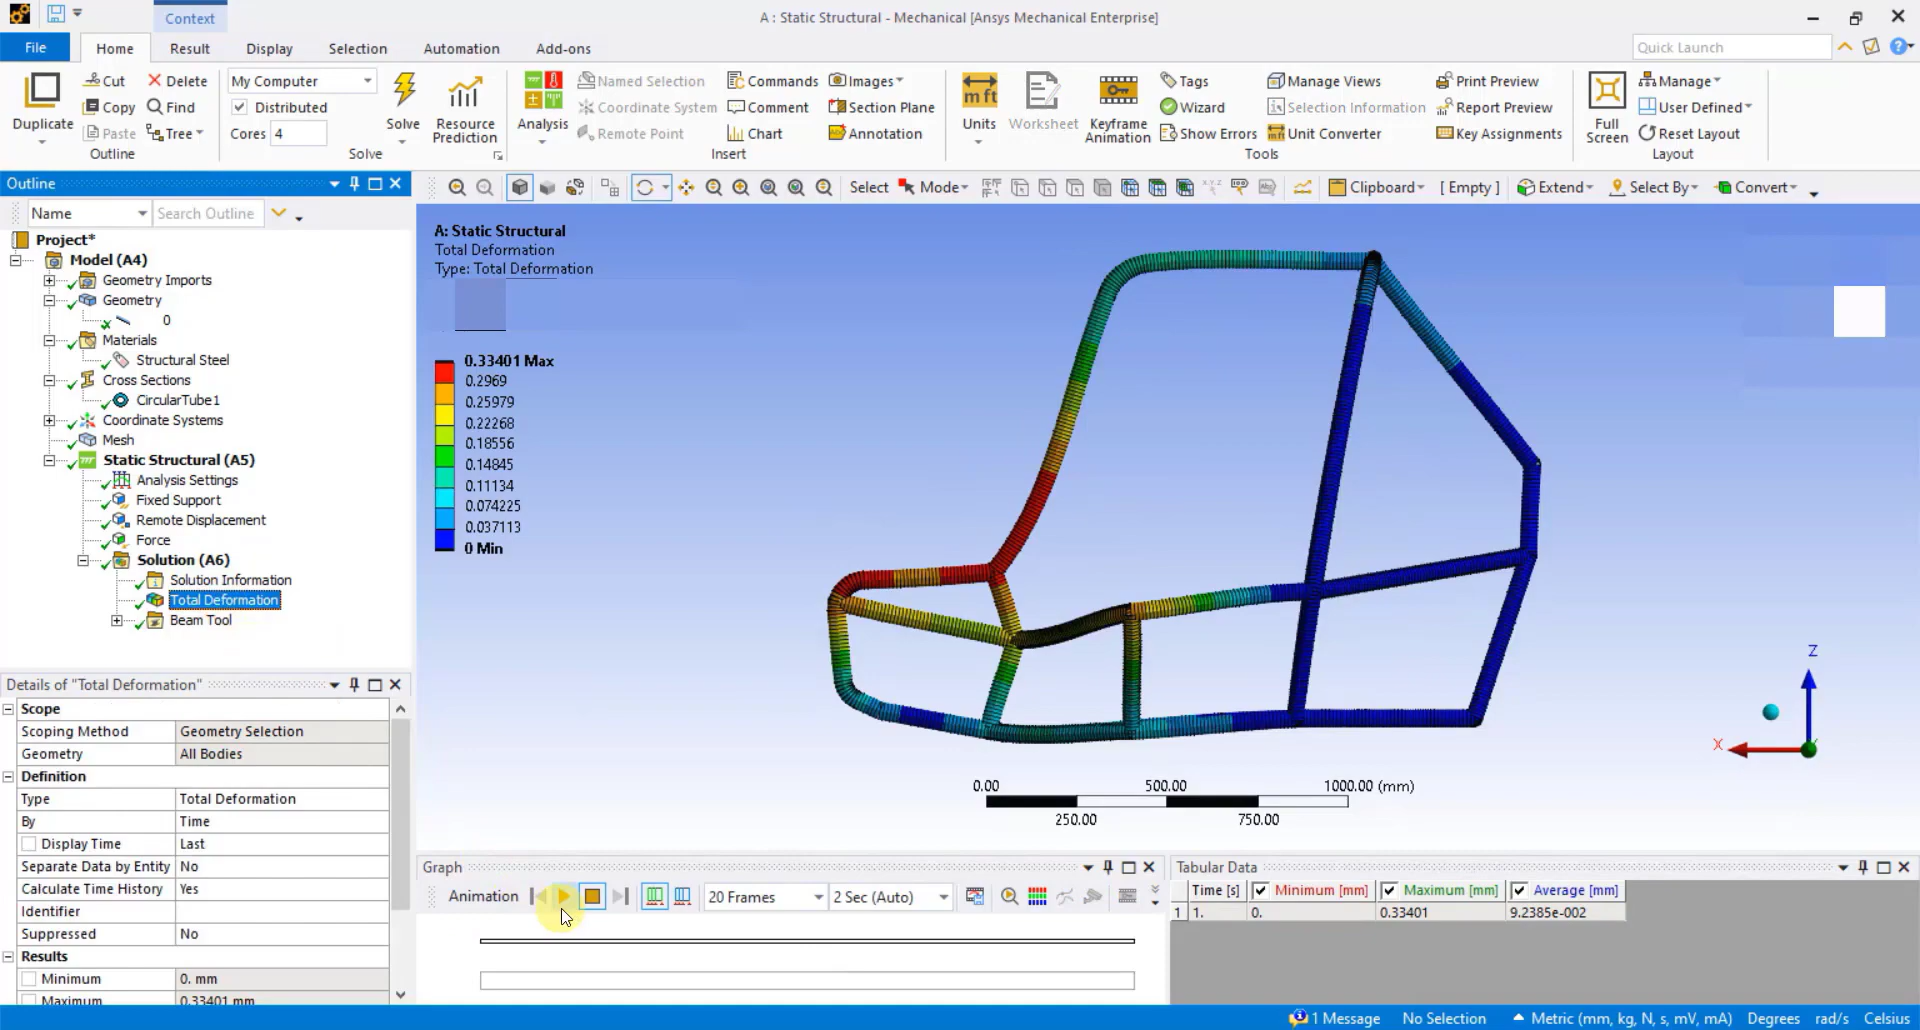 Context
A : Static Structural - Mechanical [Ansys Mechanical Enterprise]
File Home Result Display Selection Automation Add-ons
Quick Launch
Duplicate
Cut
Copy
Paste
Delete
Find
Tree
Outline
My Computer
Distributed
Cores 4
Solve
Resource
Prediction
Solve
Analysis
Named Selection
Coordinate System
Remote Point
Commands
Comment
Chart
Images
Section Plane
Annotation
Insert
Units
Worksheet
Keyframe
Animation
Tags
Wizard
Show Errors
Manage Views
Selection Information
Unit Converter
Print Preview
Report Preview
Key Assignments
Tools
Full
Screen
Manage
User Defined
Reset Layout
Layout
Outline
Select Mode Clipboard [ Empty ] Extend Select By Convert
Name Search Outline
Project*
Model (A4)
Geometry Imports
Geometry
0
Materials
Structural Steel
Cross Sections
CircularTube1
Coordinate Systems
Mesh
Static Structural (A5)
Analysis Settings
Fixed Support
Remote Displacement
Force
Solution (A6)
Solution Information
Total Deformation
Beam Tool
A: Static Structural
Total Deformation
Type: Total Deformation
0.33401 Max
0.2969
0.25979
0.22268
0.18556
0.14845
0.11134
0.074225
0.037113
0 Min
Z
X
0.00 500.00 1000.00 (mm)
250.00 750.00
Details of "Total Deformation"
Scope
Scoping Method Geometry Selection
Geometry All Bodies
Definition
Type Total Deformation
By Time
Display Time Last
Separate Data by Entity No
Calculate Time History Yes
Identifier
Suppressed No
Results
Minimum 0. mm
Maximum 0.33401 mm
Graph
Animation 20 Frames 2 Sec (Auto)
Tabular Data
Time [s] Minimum [mm] Maximum [mm] Average [mm]
1 1. 0. 0.33401 9.2385e-002
1 Message No Selection Metric (mm, kg, N, s, mV, mA) Degrees rad/s Celsius